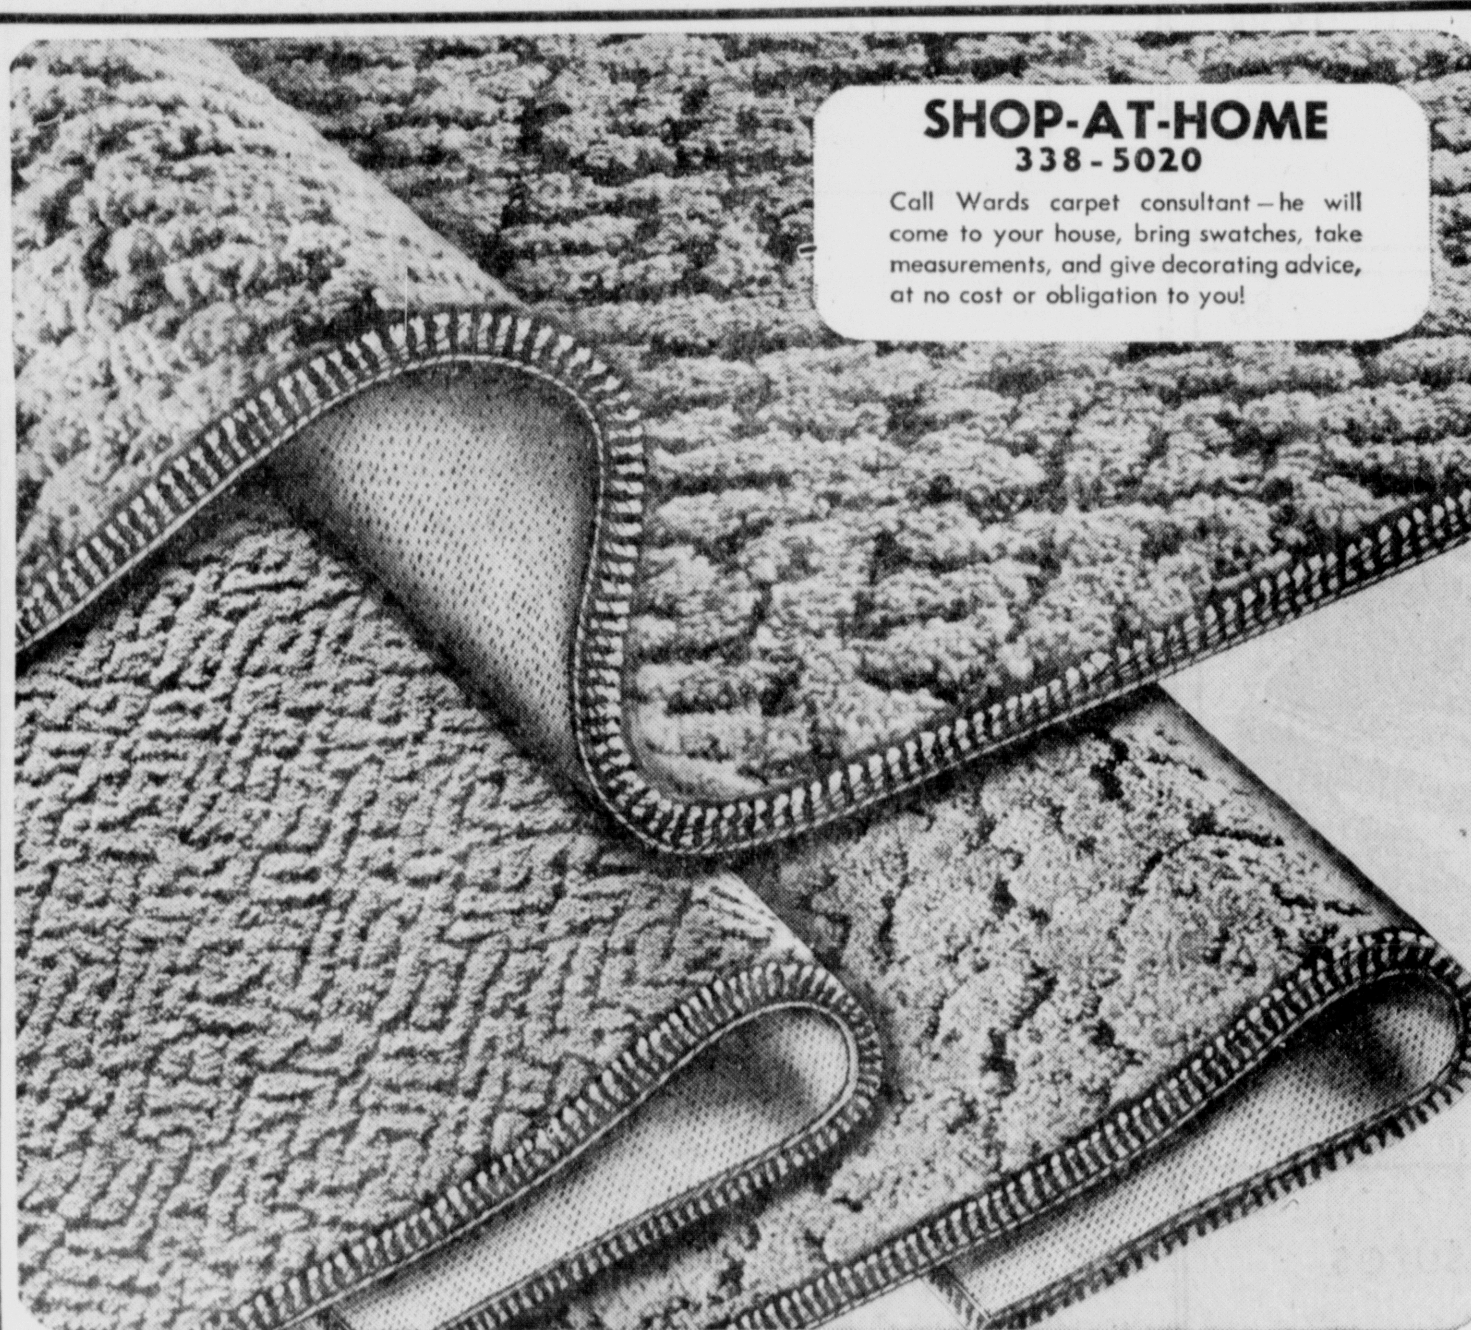 SHOP-AT-HOME
338-5020
Call Wards carpet consultant — he will
come to your house, bring swatches, take
measurements, and give decorating advice,
at no cost or obligation to you!